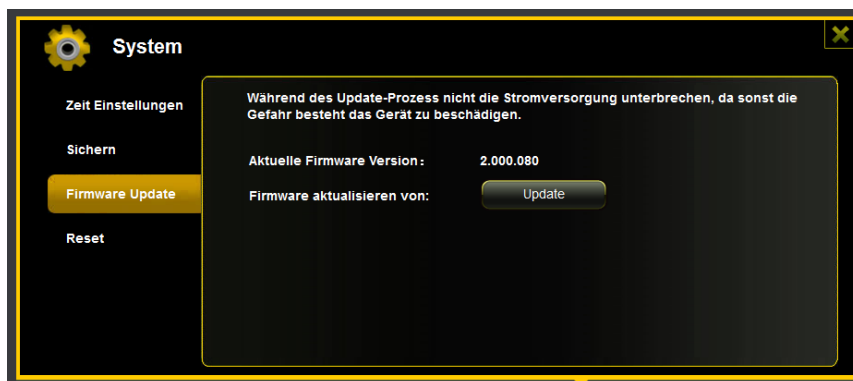 System
Zeit Einstellungen
Sichern
Firmware Update
Reset
Während des Update-Prozess nicht die Stromversorgung unterbrechen, da sonst die
Gefahr besteht das Gerät zu beschädigen.
Aktuelle Firmware Version： 2.000.080
Firmware aktualisieren von: Update